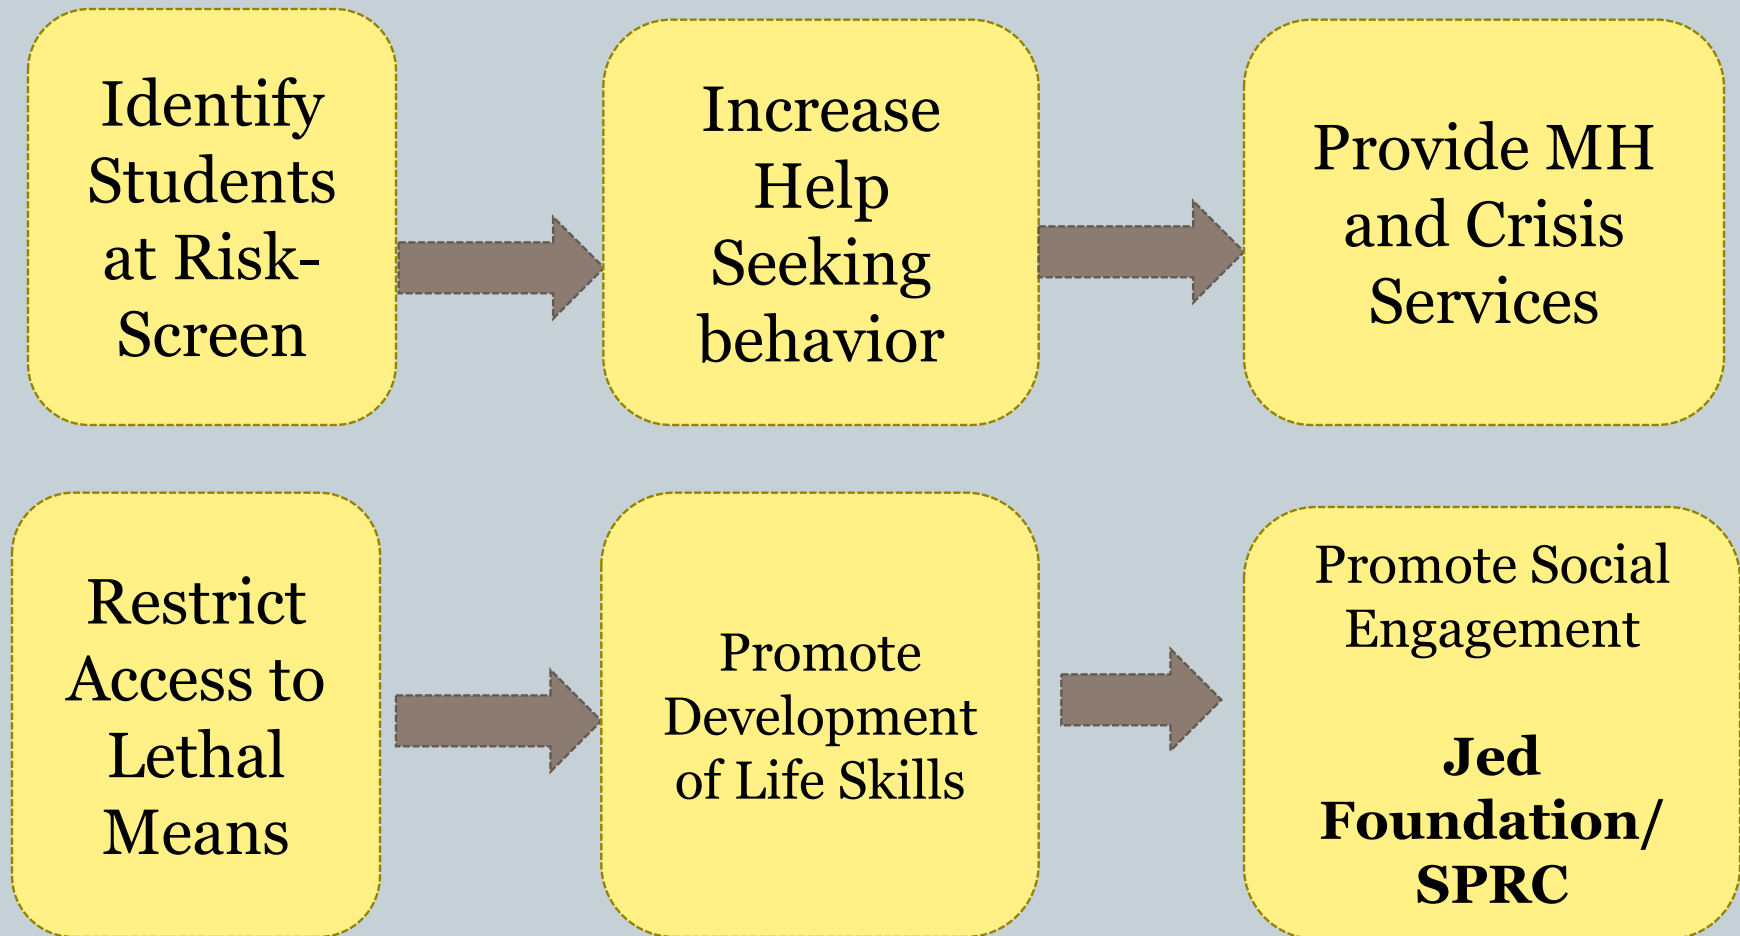 Identify
Students
at Risk-
Screen
Increase
Help
Seeking
behavior
Provide MH
and Crisis
Services
Restrict
Access to
Lethal
Means
Promote
Development
of Life Skills
Promote Social
Engagement
Jed
Foundation/
SPRC